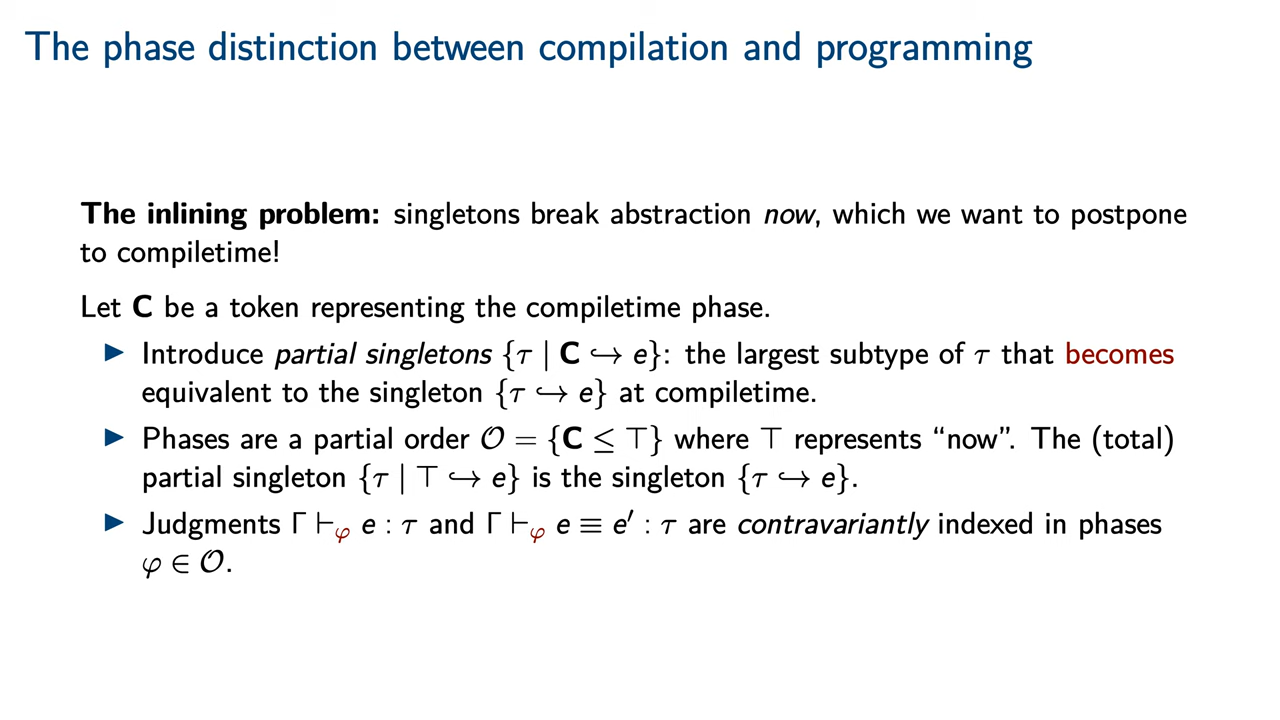 The phase distinction between compilation and programming
The inlining problem: singletons break abstraction now, which we want to postpone
to compiletime!
Let C be a token representing the compiletime phase.
▶ Introduce partial singletons {τ | C ↪ e}: the largest subtype of τ that becomes
equivalent to the singleton {τ ↪ e} at compiletime.
▶ Phases are a partial order 𝒪 = {C ≤ ⊤} where ⊤ represents “now”. The (total)
partial singleton {τ | ⊤ ↪ e} is the singleton {τ ↪ e}.
▶ Judgments Γ ⊢φ e : τ and Γ ⊢φ e ≡ e′ : τ are contravariantly indexed in phases
φ ∈ 𝒪.